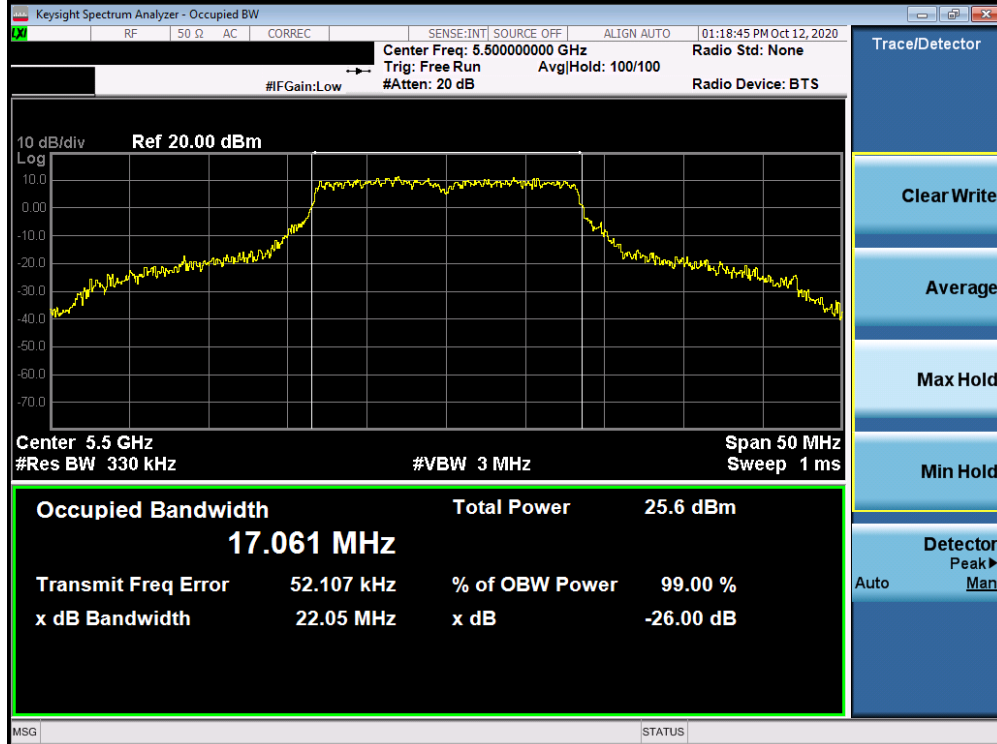 Keysight Spectrum Analyzer - Occupied BW
LXI
RF 50 Ω AC CORREC SENSE:INT SOURCE OFF ALIGN AUTO 01:18:45 PM Oct 12, 2020
Center Freq: 5.500000000 GHz Radio Std: None
Trig: Free Run Avg|Hold: 100/100
#IFGain:Low #Atten: 20 dB Radio Device: BTS
10 dB/div Ref 20.00 dBm
Log
10.0
0.00
-10.0
-20.0
-30.0
-40.0
-50.0
-60.0
-70.0
Center 5.5 GHz Span 50 MHz
#Res BW 330 kHz #VBW 3 MHz Sweep 1 ms
Occupied Bandwidth Total Power 25.6 dBm
17.061 MHz
Transmit Freq Error 52.107 kHz % of OBW Power 99.00 %
x dB Bandwidth 22.05 MHz x dB -26.00 dB
MSG STATUS
Trace/Detector
Clear Write
Average
Max Hold
Min Hold
Detector
Peak▶
Auto Man